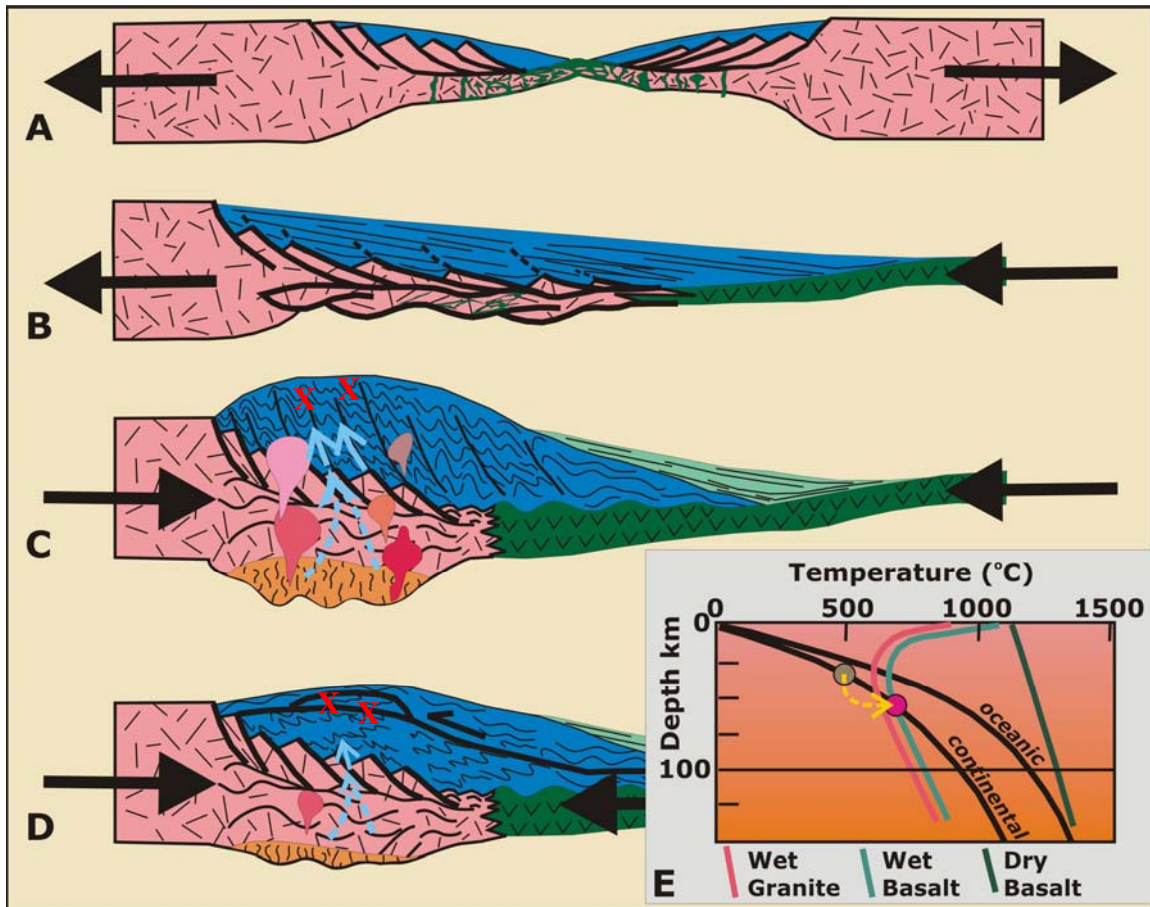 A
B
X X
C
X X
D
Temperature (°C)
0 500 1000 1500
0
Depth km
100
oceanic
continental
E
Wet Granite
Wet Basalt
Dry Basalt